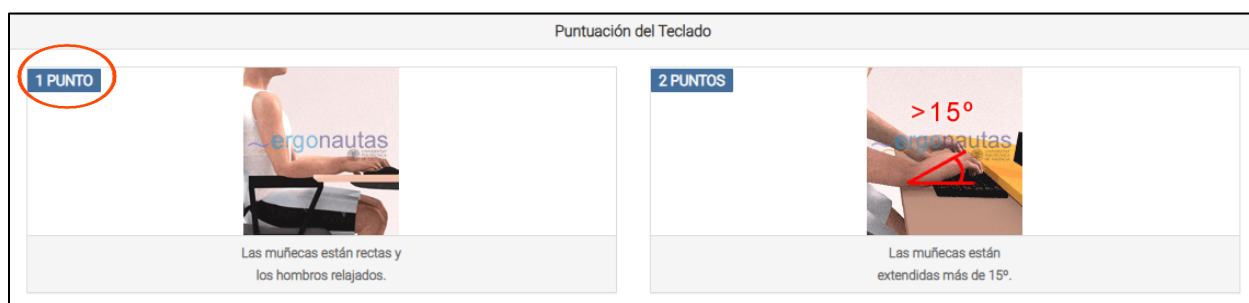 Puntuación del Teclado
1 PUNTO
ergonautas
Las muñecas están rectas y
los hombros relajados.
2 PUNTOS
>15º
ergonautas
Las muñecas están
extendidas más de 15º.